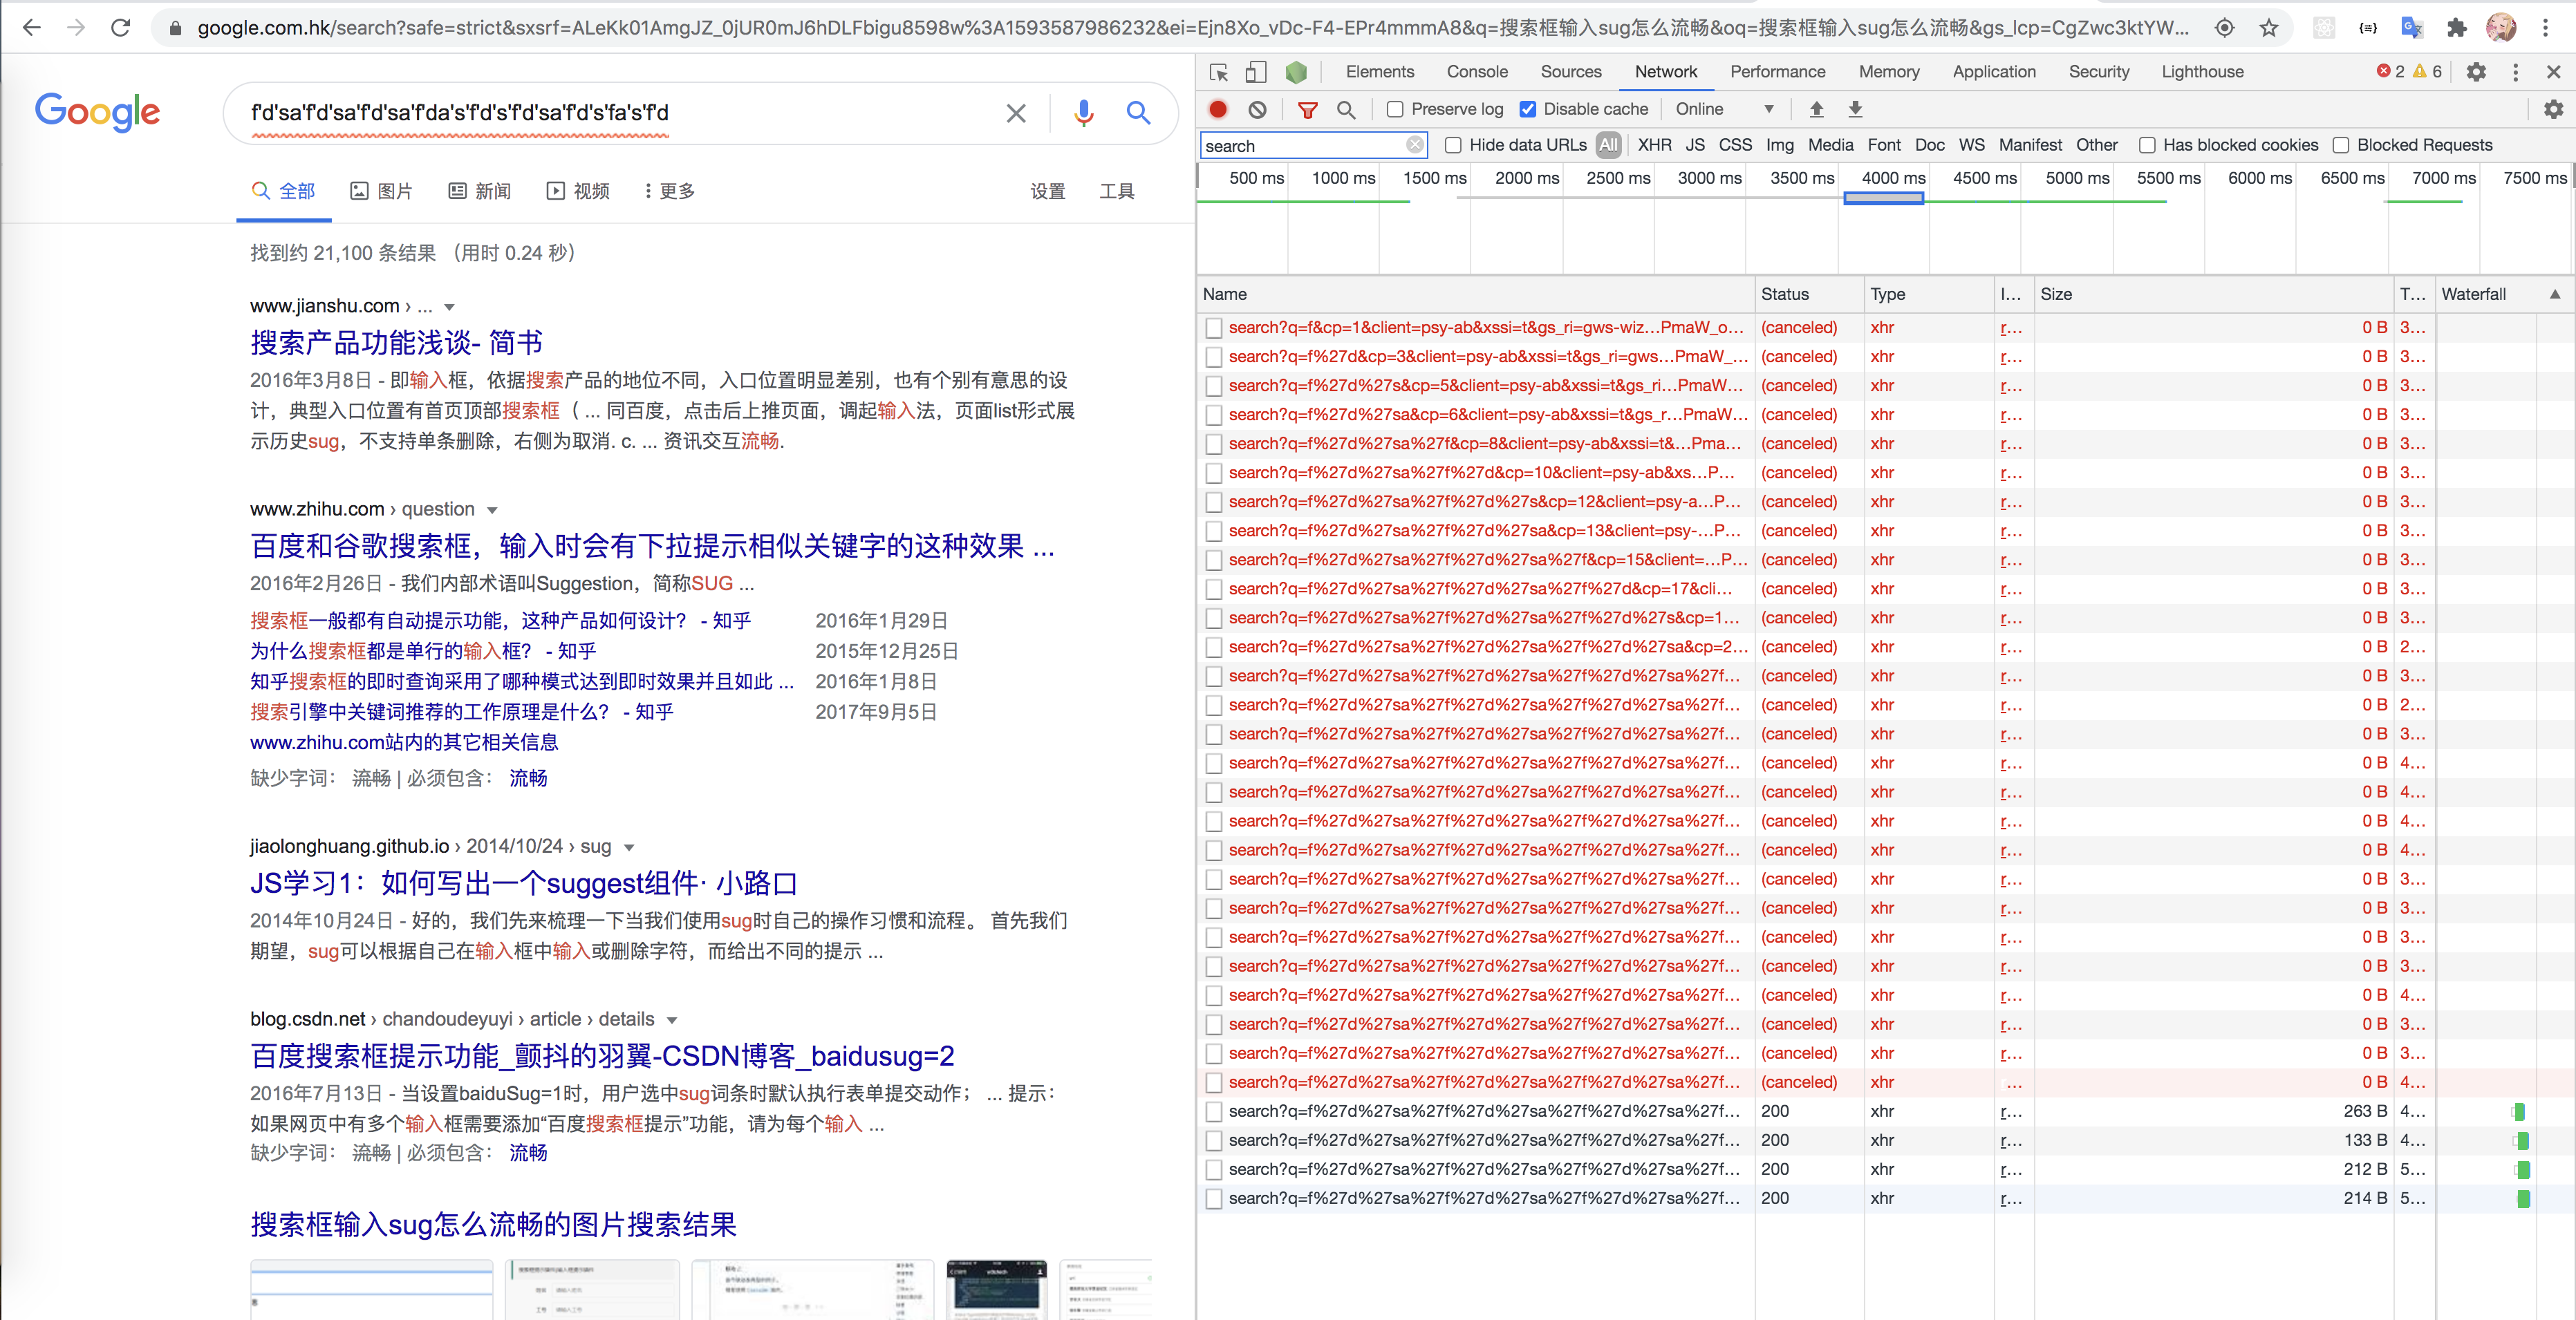 google.com.hk/search?safe=strict&sxsrf=ALeKk01AmgJZ_0jUR0mJ6hDLFbigu8598w%3A1593587986232&ei=Ejn8Xo_vDc-F4-EPr4mmmA8&q=搜索框输入sug怎么流畅&oq=搜索框输入sug怎么流畅&gs_lcp=CgZwc3ktYW...
Google
f'd'sa'f'd'sa'f'd'sa'f'da's'f'd's'f'd'sa'f'd's'fa's'f'd
全部 图片 新闻 视频 更多 设置 工具
找到约 21,100 条结果 （用时 0.24 秒）
www.jianshu.com › ...
搜索产品功能浅谈- 简书
2016年3月8日 - 即输入框，依据搜索产品的地位不同，入口位置明显差别，也有个别有意思的设
计，典型入口位置有首页顶部搜索框（ ... 同百度，点击后上推页面，调起输入法，页面list形式展
示历史sug，不支持单条删除，右侧为取消. c. ... 资讯交互流畅.
www.zhihu.com › question
百度和谷歌搜索框，输入时会有下拉提示相似关键字的这种效果 ...
2016年2月26日 - 我们内部术语叫Suggestion，简称SUG ...
搜索框一般都有自动提示功能，这种产品如何设计？ - 知乎 2016年1月29日
为什么搜索框都是单行的输入框？ - 知乎 2015年12月25日
知乎搜索框的即时查询采用了哪种模式达到即时效果并且如此 ... 2016年1月8日
搜索引擎中关键词推荐的工作原理是什么？ - 知乎 2017年9月5日
www.zhihu.com站内的其它相关信息
缺少字词： 流畅 | 必须包含： 流畅
jiaolonghuang.github.io › 2014/10/24 › sug
JS学习1：如何写出一个suggest组件· 小路口
2014年10月24日 - 好的，我们先来梳理一下当我们使用sug时自己的操作习惯和流程。 首先我们
期望，sug可以根据自己在输入框中输入或删除字符，而给出不同的提示 ...
blog.csdn.net › chandoudeyuyi › article › details
百度搜索框提示功能_颤抖的羽翼-CSDN博客_baidusug=2
2016年7月13日 - 当设置baiduSug=1时，用户选中sug词条时默认执行表单提交动作； ... 提示：
如果网页中有多个输入框需要添加“百度搜索框提示”功能，请为每个输入 ...
缺少字词： 流畅 | 必须包含： 流畅
搜索框输入sug怎么流畅的图片搜索结果
Elements Console Sources Network Performance Memory Application Security Lighthouse 2 6
Preserve log Disable cache Online
search Hide data URLs All XHR JS CSS Img Media Font Doc WS Manifest Other Has blocked cookies Blocked Requests
500 ms 1000 ms 1500 ms 2000 ms 2500 ms 3000 ms 3500 ms 4000 ms 4500 ms 5000 ms 5500 ms 6000 ms 6500 ms 7000 ms 7500 ms
Name Status Type I... Size T... Waterfall
search?q=f&cp=1&client=psy-ab&xssi=t&gs_ri=gws-wiz...PmaW_o... (canceled) xhr r... 0 B 3...
search?q=f%27d&cp=3&client=psy-ab&xssi=t&gs_ri=gws...PmaW_... (canceled) xhr r... 0 B 3...
search?q=f%27d%27s&cp=5&client=psy-ab&xssi=t&gs_ri...PmaW... (canceled) xhr r... 0 B 3...
search?q=f%27d%27sa&cp=6&client=psy-ab&xssi=t&gs_r...PmaW... (canceled) xhr r... 0 B 3...
search?q=f%27d%27sa%27f&cp=8&client=psy-ab&xssi=t&...Pma... (canceled) xhr r... 0 B 3...
search?q=f%27d%27sa%27f%27d&cp=10&client=psy-ab&xs...P... (canceled) xhr r... 0 B 3...
search?q=f%27d%27sa%27f%27d%27s&cp=12&client=psy-a...P... (canceled) xhr r... 0 B 3...
search?q=f%27d%27sa%27f%27d%27sa&cp=13&client=psy-...P... (canceled) xhr r... 0 B 3...
search?q=f%27d%27sa%27f%27d%27sa%27f&cp=15&client=...P... (canceled) xhr r... 0 B 3...
search?q=f%27d%27sa%27f%27d%27sa%27f%27d&cp=17&cli... (canceled) xhr r... 0 B 3...
search?q=f%27d%27sa%27f%27d%27sa%27f%27d%27s&cp=1... (canceled) xhr r... 0 B 3...
search?q=f%27d%27sa%27f%27d%27sa%27f%27d%27sa&cp=2... (canceled) xhr r... 0 B 2...
search?q=f%27d%27sa%27f%27d%27sa%27f%27d%27sa%27f... (canceled) xhr r... 0 B 3...
search?q=f%27d%27sa%27f%27d%27sa%27f%27d%27sa%27f... (canceled) xhr r... 0 B 2...
search?q=f%27d%27sa%27f%27d%27sa%27f%27d%27sa%27f... (canceled) xhr r... 0 B 3...
search?q=f%27d%27sa%27f%27d%27sa%27f%27d%27sa%27f... (canceled) xhr r... 0 B 4...
search?q=f%27d%27sa%27f%27d%27sa%27f%27d%27sa%27f... (canceled) xhr r... 0 B 4...
search?q=f%27d%27sa%27f%27d%27sa%27f%27d%27sa%27f... (canceled) xhr r... 0 B 4...
search?q=f%27d%27sa%27f%27d%27sa%27f%27d%27sa%27f... (canceled) xhr r... 0 B 4...
search?q=f%27d%27sa%27f%27d%27sa%27f%27d%27sa%27f... (canceled) xhr r... 0 B 4...
search?q=f%27d%27sa%27f%27d%27sa%27f%27d%27sa%27f... (canceled) xhr r... 0 B 3...
search?q=f%27d%27sa%27f%27d%27sa%27f%27d%27sa%27f... (canceled) xhr r... 0 B 3...
search?q=f%27d%27sa%27f%27d%27sa%27f%27d%27sa%27f... (canceled) xhr r... 0 B 3...
search?q=f%27d%27sa%27f%27d%27sa%27f%27d%27sa%27f... (canceled) xhr r... 0 B 4...
search?q=f%27d%27sa%27f%27d%27sa%27f%27d%27sa%27f... (canceled) xhr r... 0 B 3...
search?q=f%27d%27sa%27f%27d%27sa%27f%27d%27sa%27f... (canceled) xhr r... 0 B 3...
search?q=f%27d%27sa%27f%27d%27sa%27f%27d%27sa%27f... (canceled) xhr ... 0 B 4...
search?q=f%27d%27sa%27f%27d%27sa%27f%27d%27sa%27f... 200 xhr r... 263 B 4...
search?q=f%27d%27sa%27f%27d%27sa%27f%27d%27sa%27f... 200 xhr r... 133 B 4...
search?q=f%27d%27sa%27f%27d%27sa%27f%27d%27sa%27f... 200 xhr r... 212 B 5...
search?q=f%27d%27sa%27f%27d%27sa%27f%27d%27sa%27f... 200 xhr r... 214 B 5...